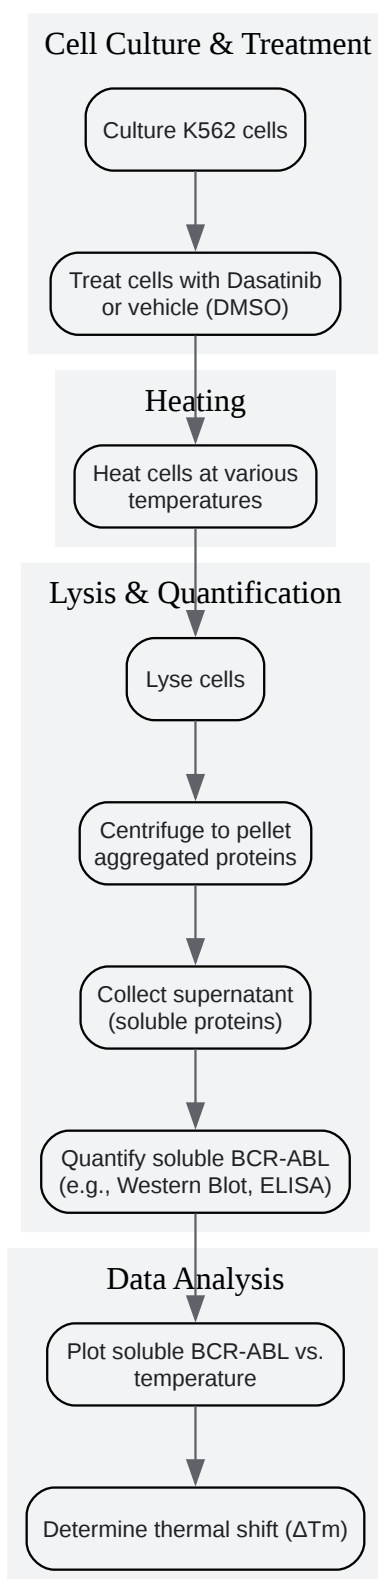 Cell Culture & Treatment
Culture K562 cells
Treat cells with Dasatinib
or vehicle (DMSO)
Heating
Heat cells at various
temperatures
Lysis & Quantification
Lyse cells
Centrifuge to pellet
aggregated proteins
Collect supernatant
(soluble proteins)
Quantify soluble BCR-ABL
(e.g., Western Blot, ELISA)
Data Analysis
Plot soluble BCR-ABL vs.
temperature
Determine thermal shift (ΔTm)